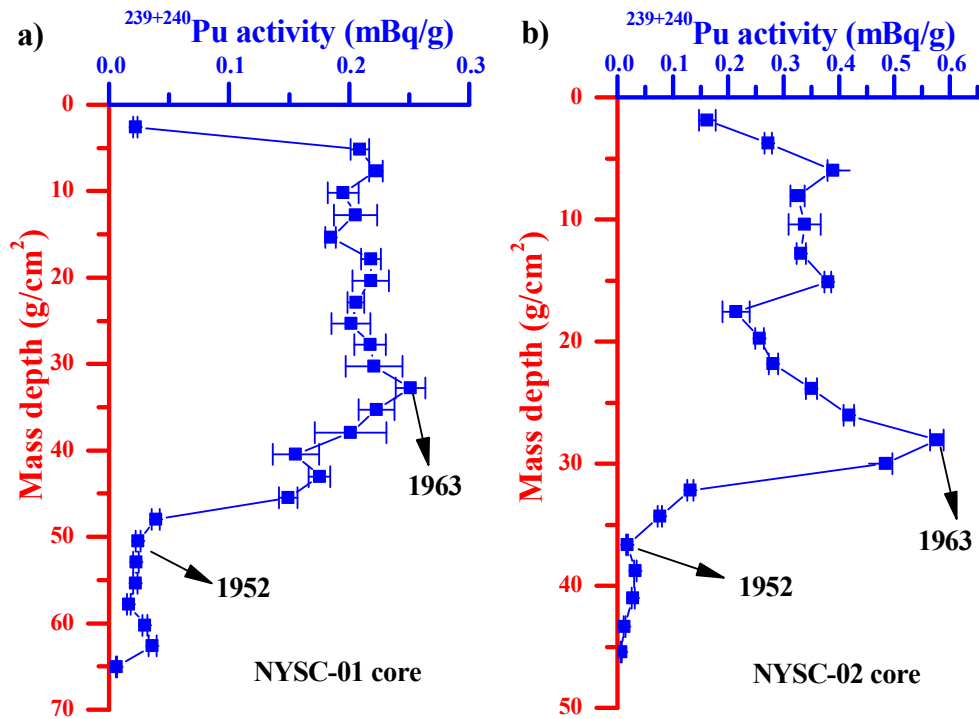 a)
239+240Pu activity (mBq/g)
0.0 0.1 0.2 0.3
Mass depth (g/cm2)
0
10
20
30
40
50
60
70
1963
1952
NYSC-01 core
b)
239+240Pu activity (mBq/g)
0.0 0.1 0.2 0.3 0.4 0.5 0.6
Mass depth (g/cm2)
0
10
20
30
40
50
1963
1952
NYSC-02 core